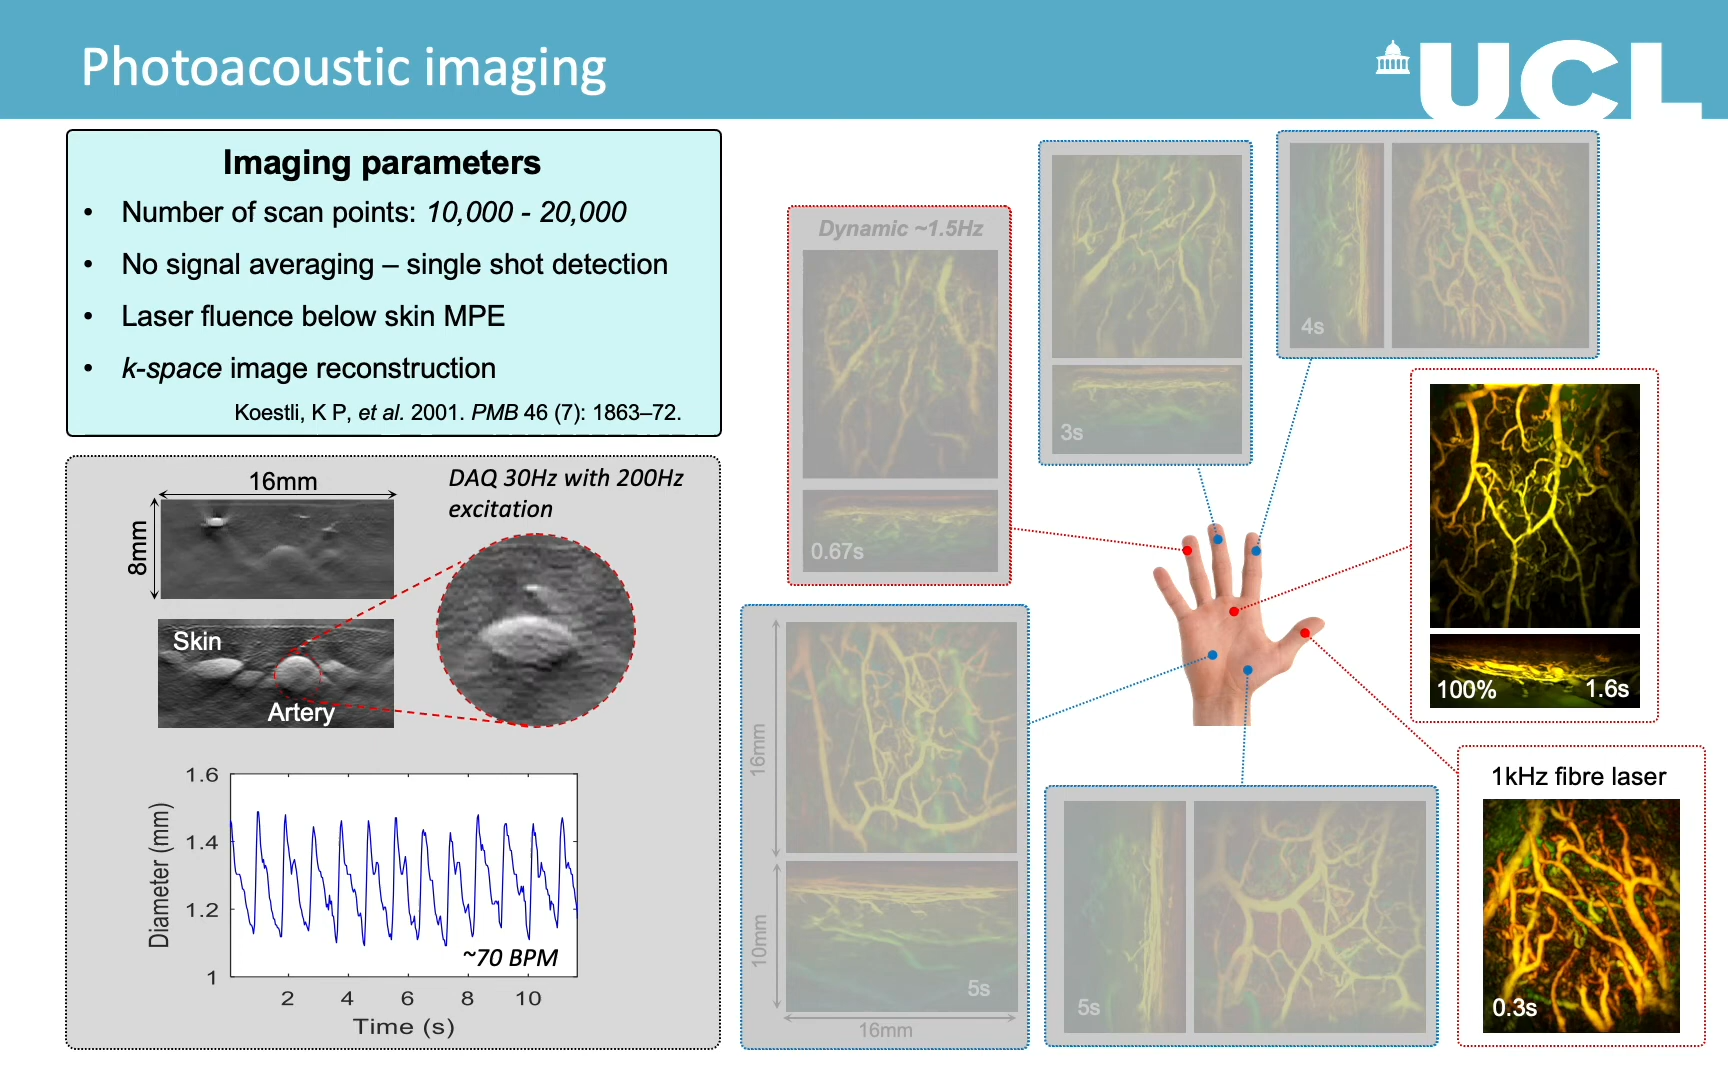 Photoacoustic imaging
UCL
Imaging parameters
• Number of scan points: 10,000 - 20,000
• No signal averaging – single shot detection
• Laser fluence below skin MPE
• k-space image reconstruction
Koestli, K P, et al. 2001. PMB 46 (7): 1863–72.
16mm
8mm
DAQ 30Hz with 200Hz
excitation
Skin
Artery
1.6
1.4
1.2
1
Diameter (mm)
~70 BPM
2 4 6 8 10
Time (s)
Dynamic ~1.5Hz
0.67s
3s
4s
100% 1.6s
16mm
10mm
5s
16mm
5s
1kHz fibre laser
0.3s